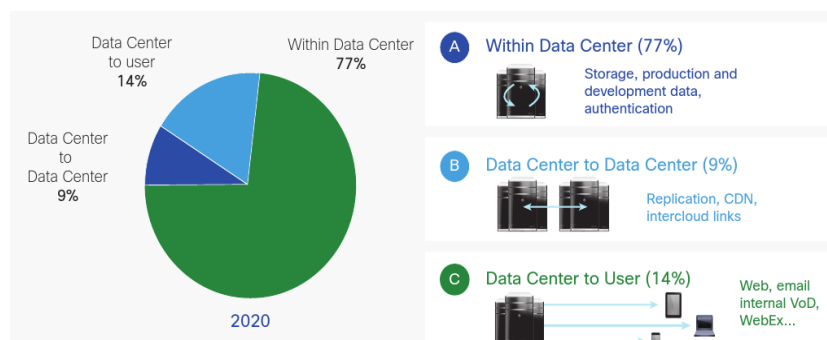 Data Center
to user
14%
Within Data Center
77%
Data Center
to
Data Center
9%
2020
A
Within Data Center (77%)
Storage, production and
development data,
authentication
B
Data Center to Data Center (9%)
Replication, CDN,
intercloud links
C
Data Center to User (14%)
Web, email
internal VoD,
WebEx...